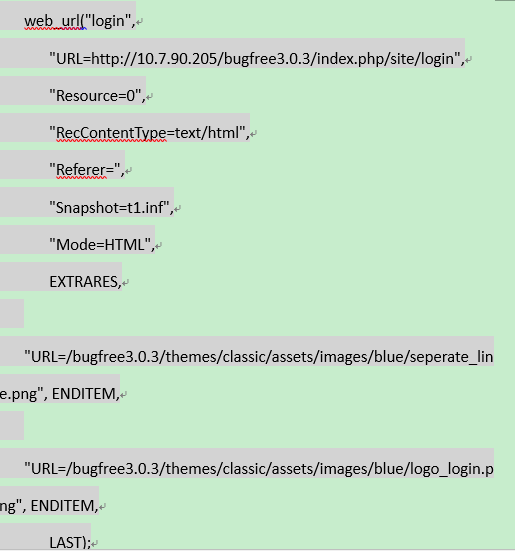 web_url("login",
"URL=http://10.7.90.205/bugfree3.0.3/index.php/site/login",
"Resource=0",
"RecContentType=text/html",
"Referer=",
"Snapshot=t1.inf",
"Mode=HTML",
EXTRARES,
"URL=/bugfree3.0.3/themes/classic/assets/images/blue/seperate_lin
e.png", ENDITEM,
"URL=/bugfree3.0.3/themes/classic/assets/images/blue/logo_login.p
ng", ENDITEM,
LAST);